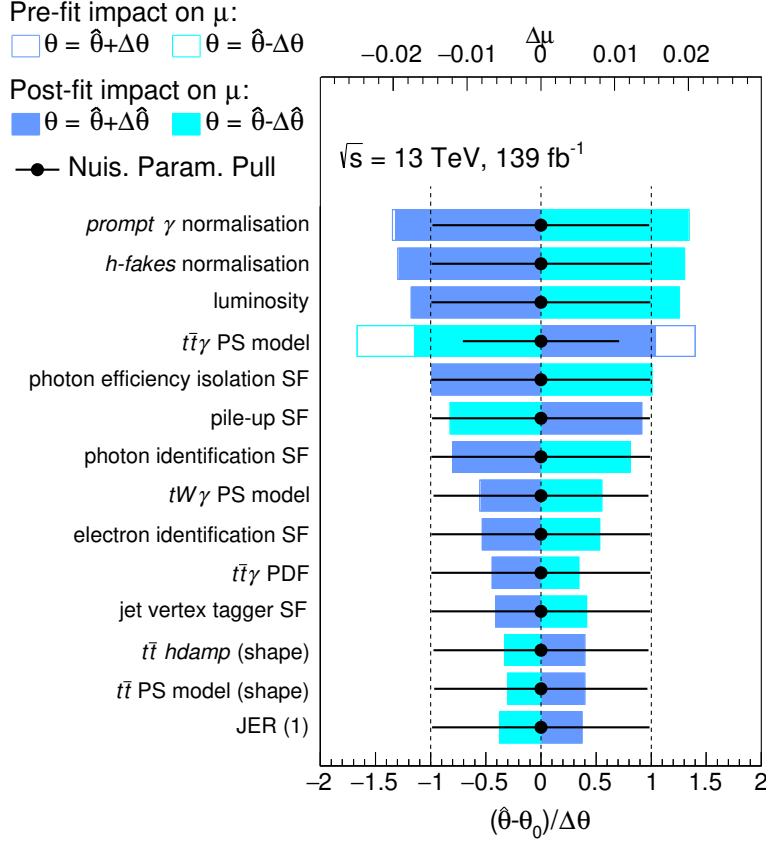 Pre-fit impact on μ:
θ = θ̂+Δθ θ = θ̂-Δθ
Post-fit impact on μ:
θ = θ̂+Δθ̂ θ = θ̂-Δθ̂
Nuis. Param. Pull
Δμ
−0.02 −0.01 0 0.01 0.02
√s = 13 TeV, 139 fb⁻¹
prompt γ normalisation
h-fakes normalisation
luminosity
tt̄γ PS model
photon efficiency isolation SF
pile-up SF
photon identification SF
tWγ PS model
electron identification SF
tt̄γ PDF
jet vertex tagger SF
tt̄ hdamp (shape)
tt̄ PS model (shape)
JER (1)
−2 −1.5 −1 −0.5 0 0.5 1 1.5 2
(θ̂-θ₀)/Δθ